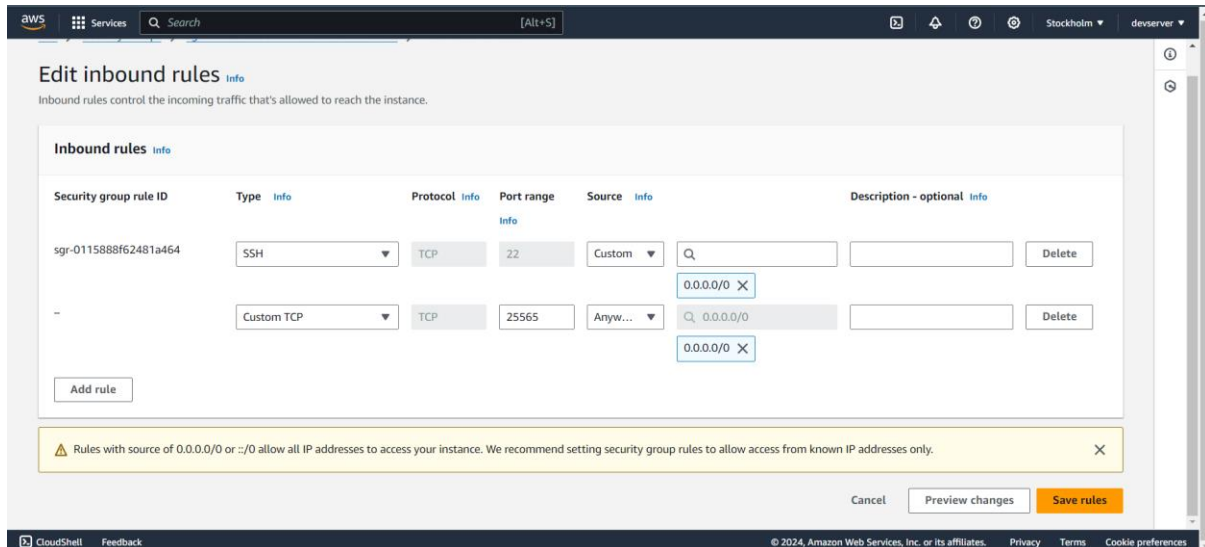 aws Services Search [Alt+S] Stockholm devserver
Edit inbound rules Info
Inbound rules control the incoming traffic that's allowed to reach the instance.
Inbound rules Info
Security group rule ID Type Info Protocol Info Port range Source Info Description - optional Info
Info
sgr-0115888f62481a464 SSH TCP 22 Custom Delete
0.0.0.0/0
– Custom TCP TCP 25565 Anyw... 0.0.0.0/0 Delete
0.0.0.0/0
Add rule
Rules with source of 0.0.0.0/0 or ::/0 allow all IP addresses to access your instance. We recommend setting security group rules to allow access from known IP addresses only.
Cancel Preview changes Save rules
CloudShell Feedback © 2024, Amazon Web Services, Inc. or its affiliates. Privacy Terms Cookie preferences